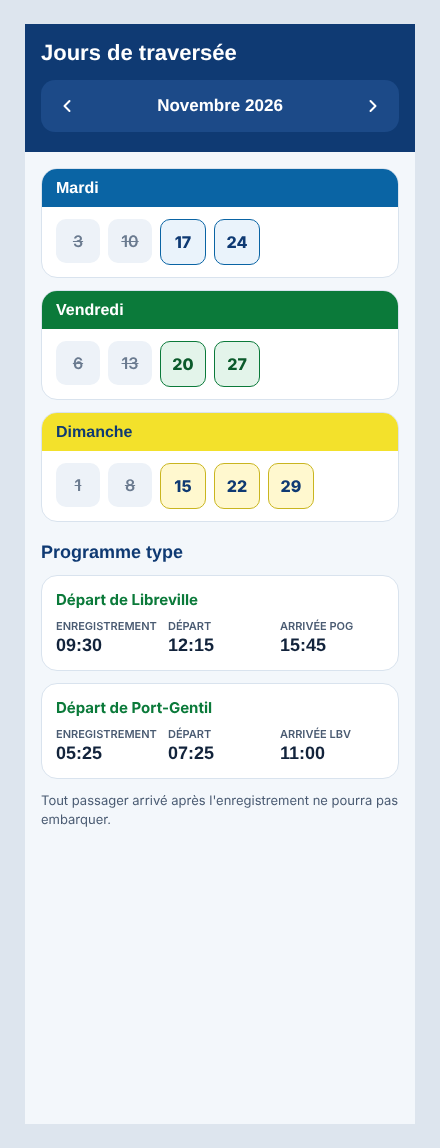 Jours de traversée
Novembre 2026
Mardi
3 10 17 24
Vendredi
6 13 20 27
Dimanche
1 8 15 22 29
Programme type
Départ de Libreville
ENREGISTREMENT DÉPART ARRIVÉE POG
09:30 12:15 15:45
Départ de Port-Gentil
ENREGISTREMENT DÉPART ARRIVÉE LBV
05:25 07:25 11:00
Tout passager arrivé après l'enregistrement ne pourra pas
embarquer.